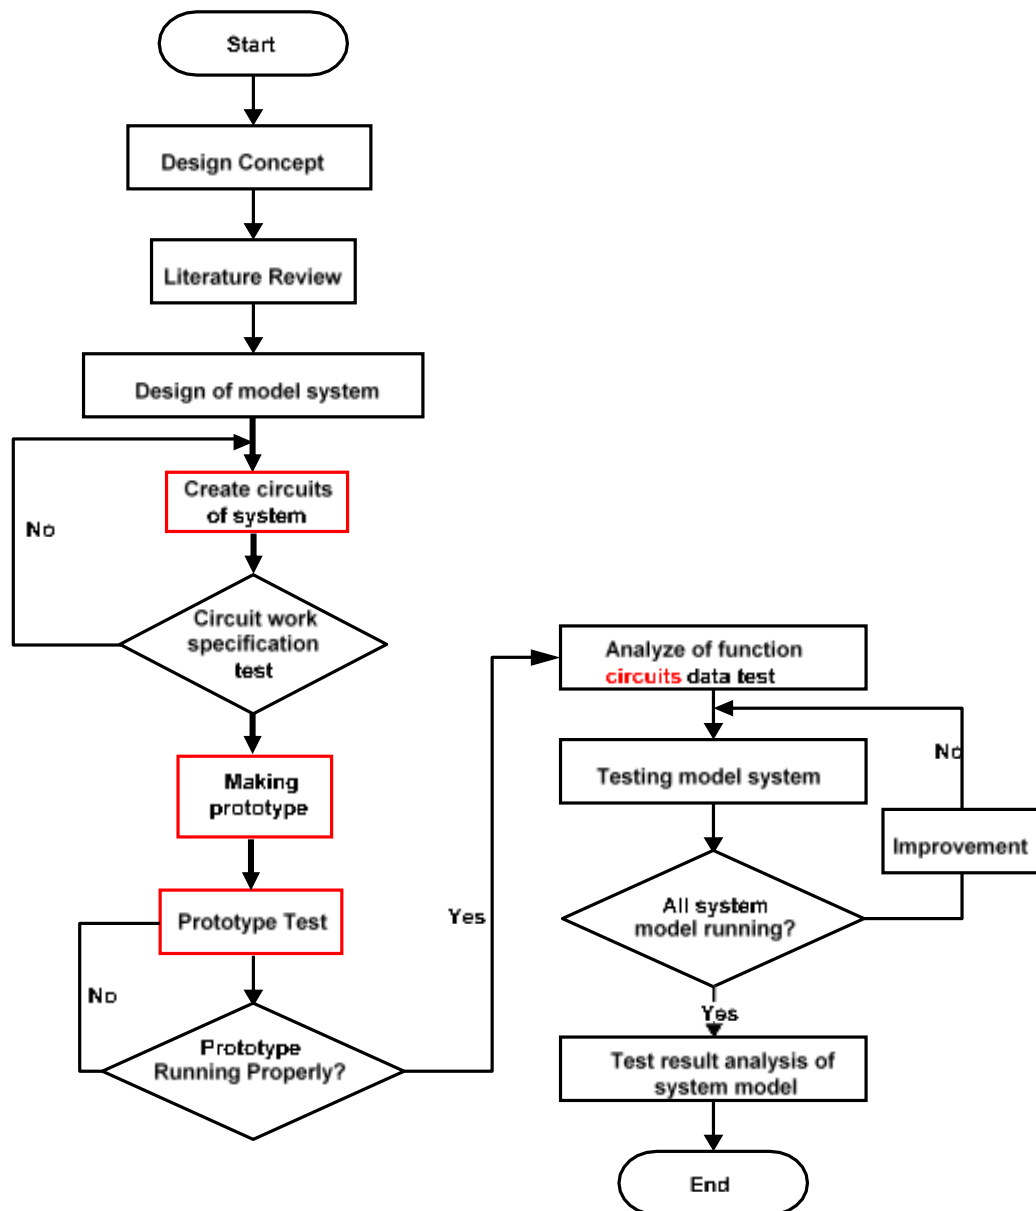 Start
Design Concept
Literature Review
Design of model system
Create circuits
of system
No
Circuit work
specification
test
Making
prototype
Prototype Test
No
Prototype
Running Properly?
Yes
Analyze of function
circuits data test
Testing model system
No
Improvement
All system
model running?
Yes
Test result analysis of
system model
End